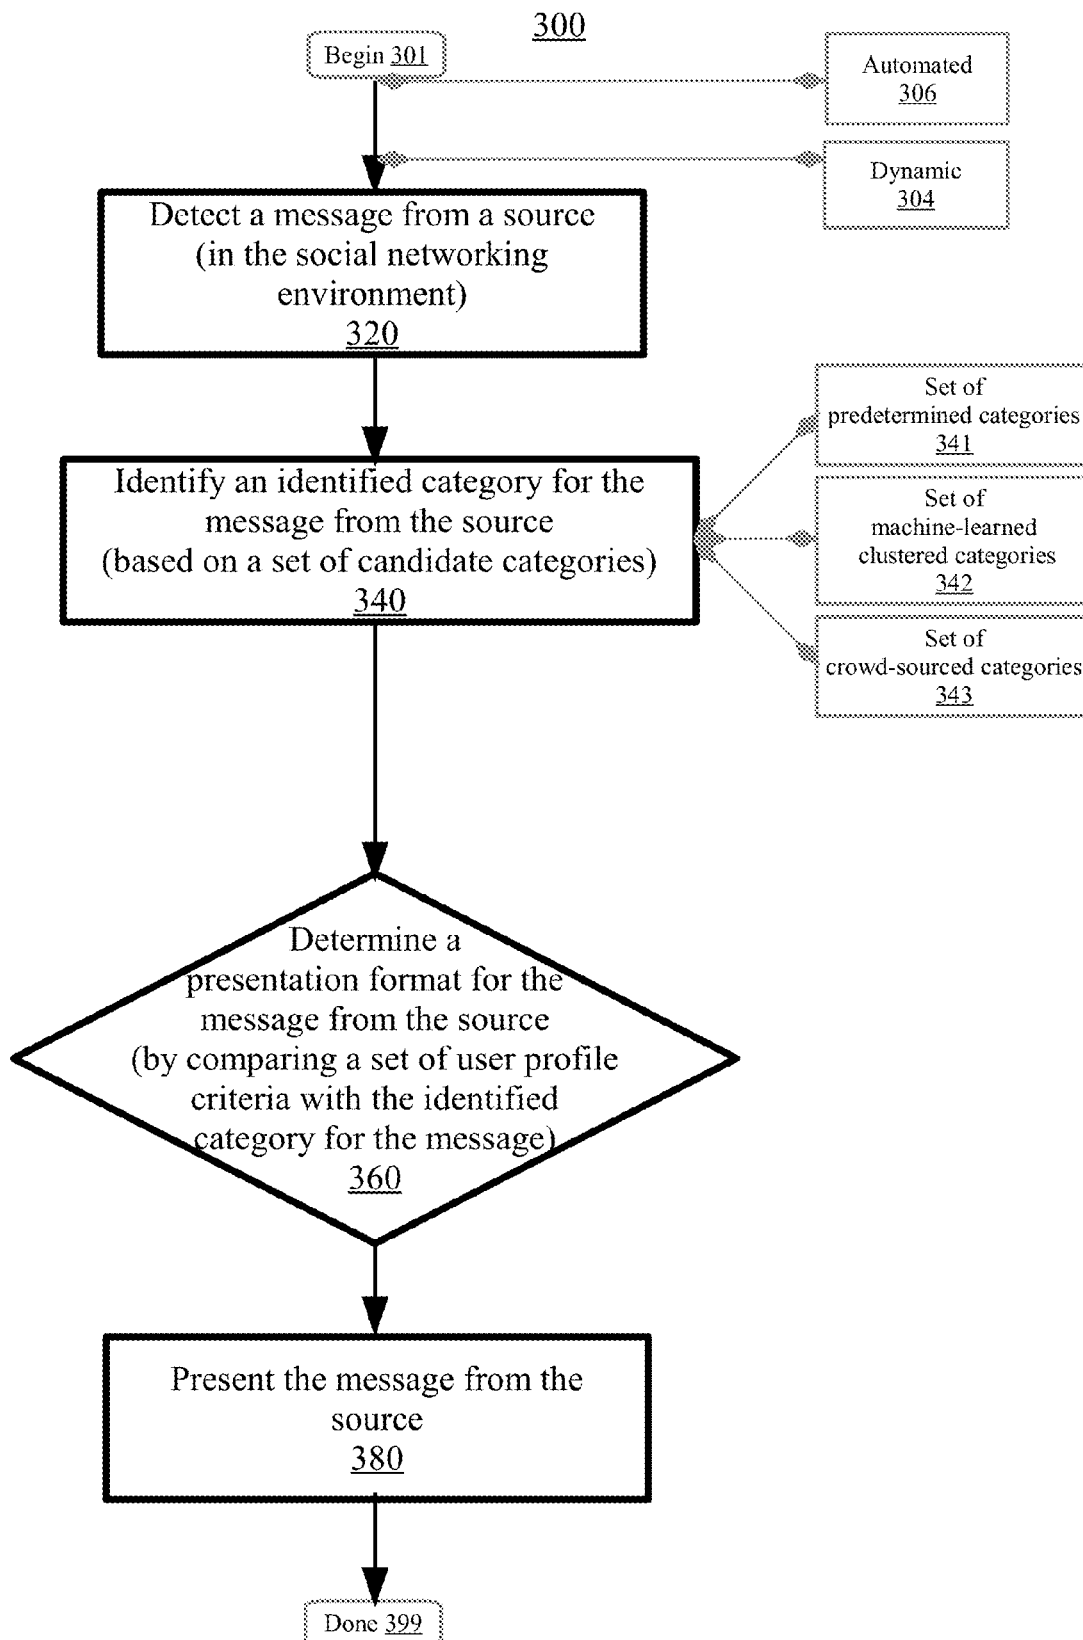 300
Begin 301
Automated
306
Dynamic
304
Detect a message from a source
(in the social networking
environment)
320
Set of
predetermined categories
341
Identify an identified category for the
message from the source
(based on a set of candidate categories)
340
Set of
machine-learned
clustered categories
342
Set of
crowd-sourced categories
343
Determine a
presentation format for the
message from the source
(by comparing a set of user profile
criteria with the identified
category for the message)
360
Present the message from the
source
380
Done 399